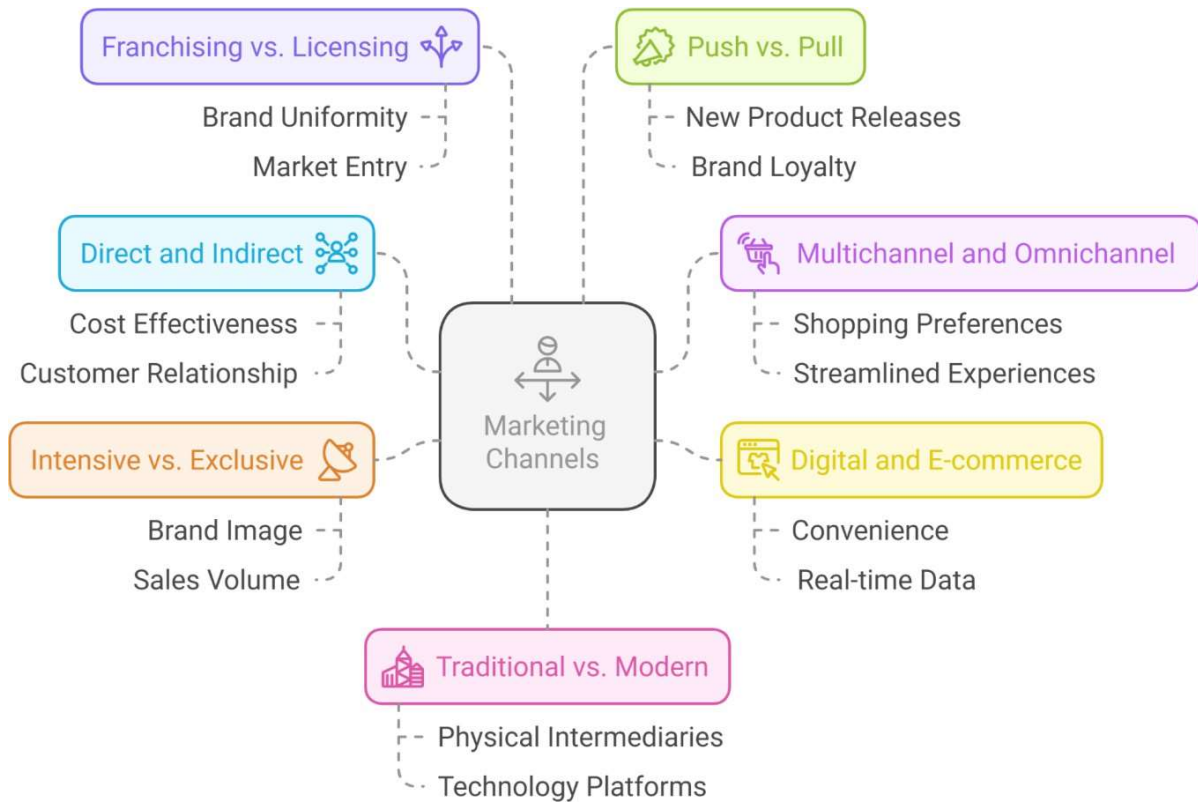 Franchising vs. Licensing
Brand Uniformity
Market Entry
Push vs. Pull
New Product Releases
Brand Loyalty
Direct and Indirect
Cost Effectiveness
Customer Relationship
Multichannel and Omnichannel
Shopping Preferences
Streamlined Experiences
Marketing
Channels
Intensive vs. Exclusive
Brand Image
Sales Volume
Digital and E-commerce
Convenience
Real-time Data
Traditional vs. Modern
Physical Intermediaries
Technology Platforms